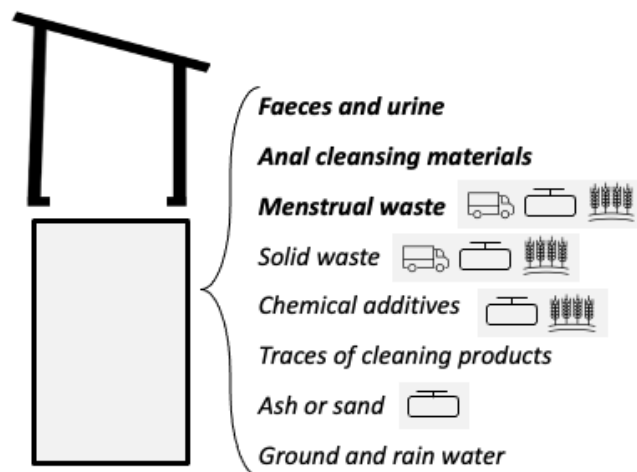 Faeces and urine
Anal cleansing materials
Menstrual waste
Solid waste
Chemical additives
Traces of cleaning products
Ash or sand
Ground and rain water